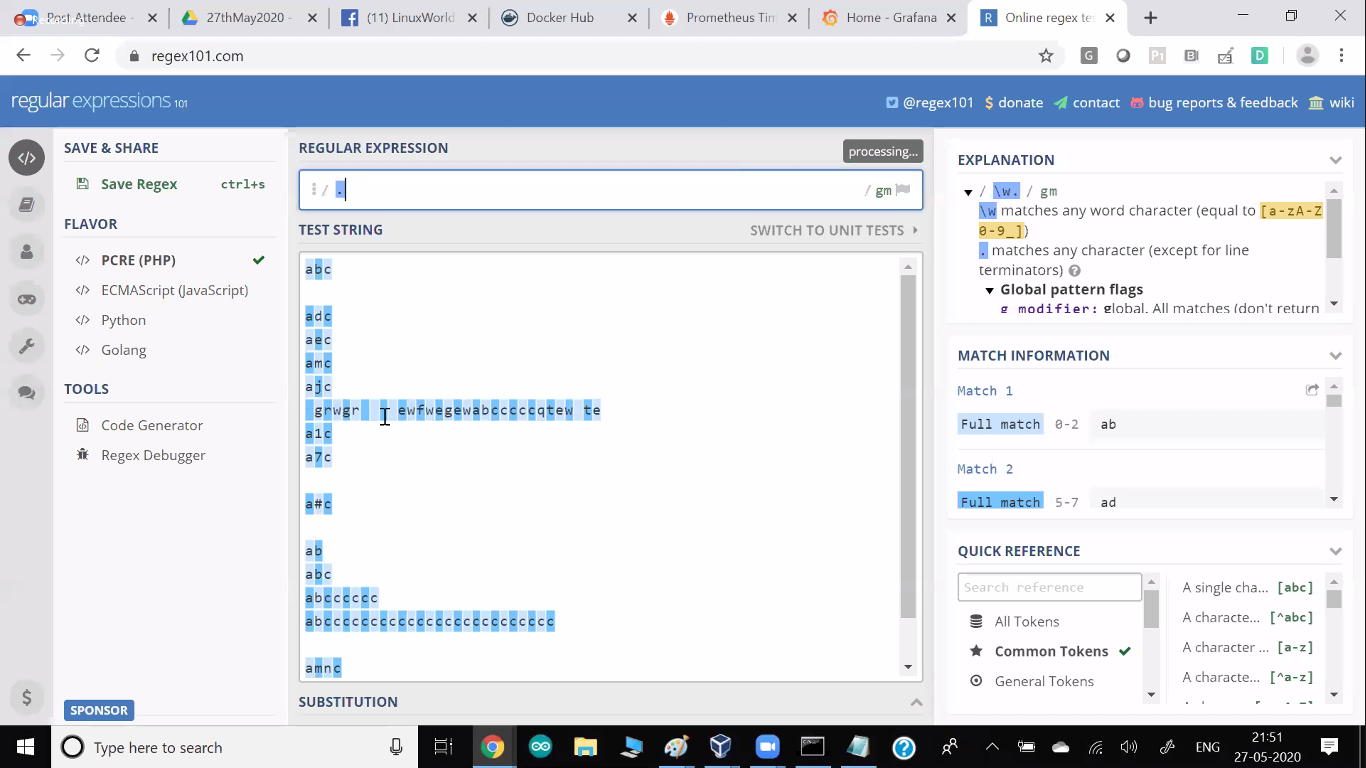 Post Attendee -
27thMay2020 -
(11) LinuxWorld
Docker Hub
Prometheus Tim
Home - Grafana
Online regex te
regex101.com
regular expressions 101
@regex101
$ donate
contact
bug reports & feedback
wiki
SAVE & SHARE
Save Regex ctrl+s
FLAVOR
</> PCRE (PHP)
</> ECMAScript (JavaScript)
</> Python
</> Golang
TOOLS
Code Generator
Regex Debugger
SPONSOR
REGULAR EXPRESSION
processing...
/ . / gm
TEST STRING
SWITCH TO UNIT TESTS
abc
adc
aec
amc
ajc
grwgr ewfwegewabcccccqtew te
a1c
a7c
a#c
ab
abc
abcccccc
abccccccccccccccccccccccccc
amnc
SUBSTITUTION
EXPLANATION
/ \w. / gm
\w matches any word character (equal to [a-zA-Z
0-9_])
. matches any character (except for line
terminators)
Global pattern flags
g modifier: global. All matches (don't return
MATCH INFORMATION
Match 1
Full match 0-2 ab
Match 2
Full match 5-7 ad
QUICK REFERENCE
Search reference
All Tokens
Common Tokens
General Tokens
A single cha... [abc]
A characte... [^abc]
A character ... [a-z]
A characte... [^a-z]
Type here to search
ENG
21:51
27-05-2020